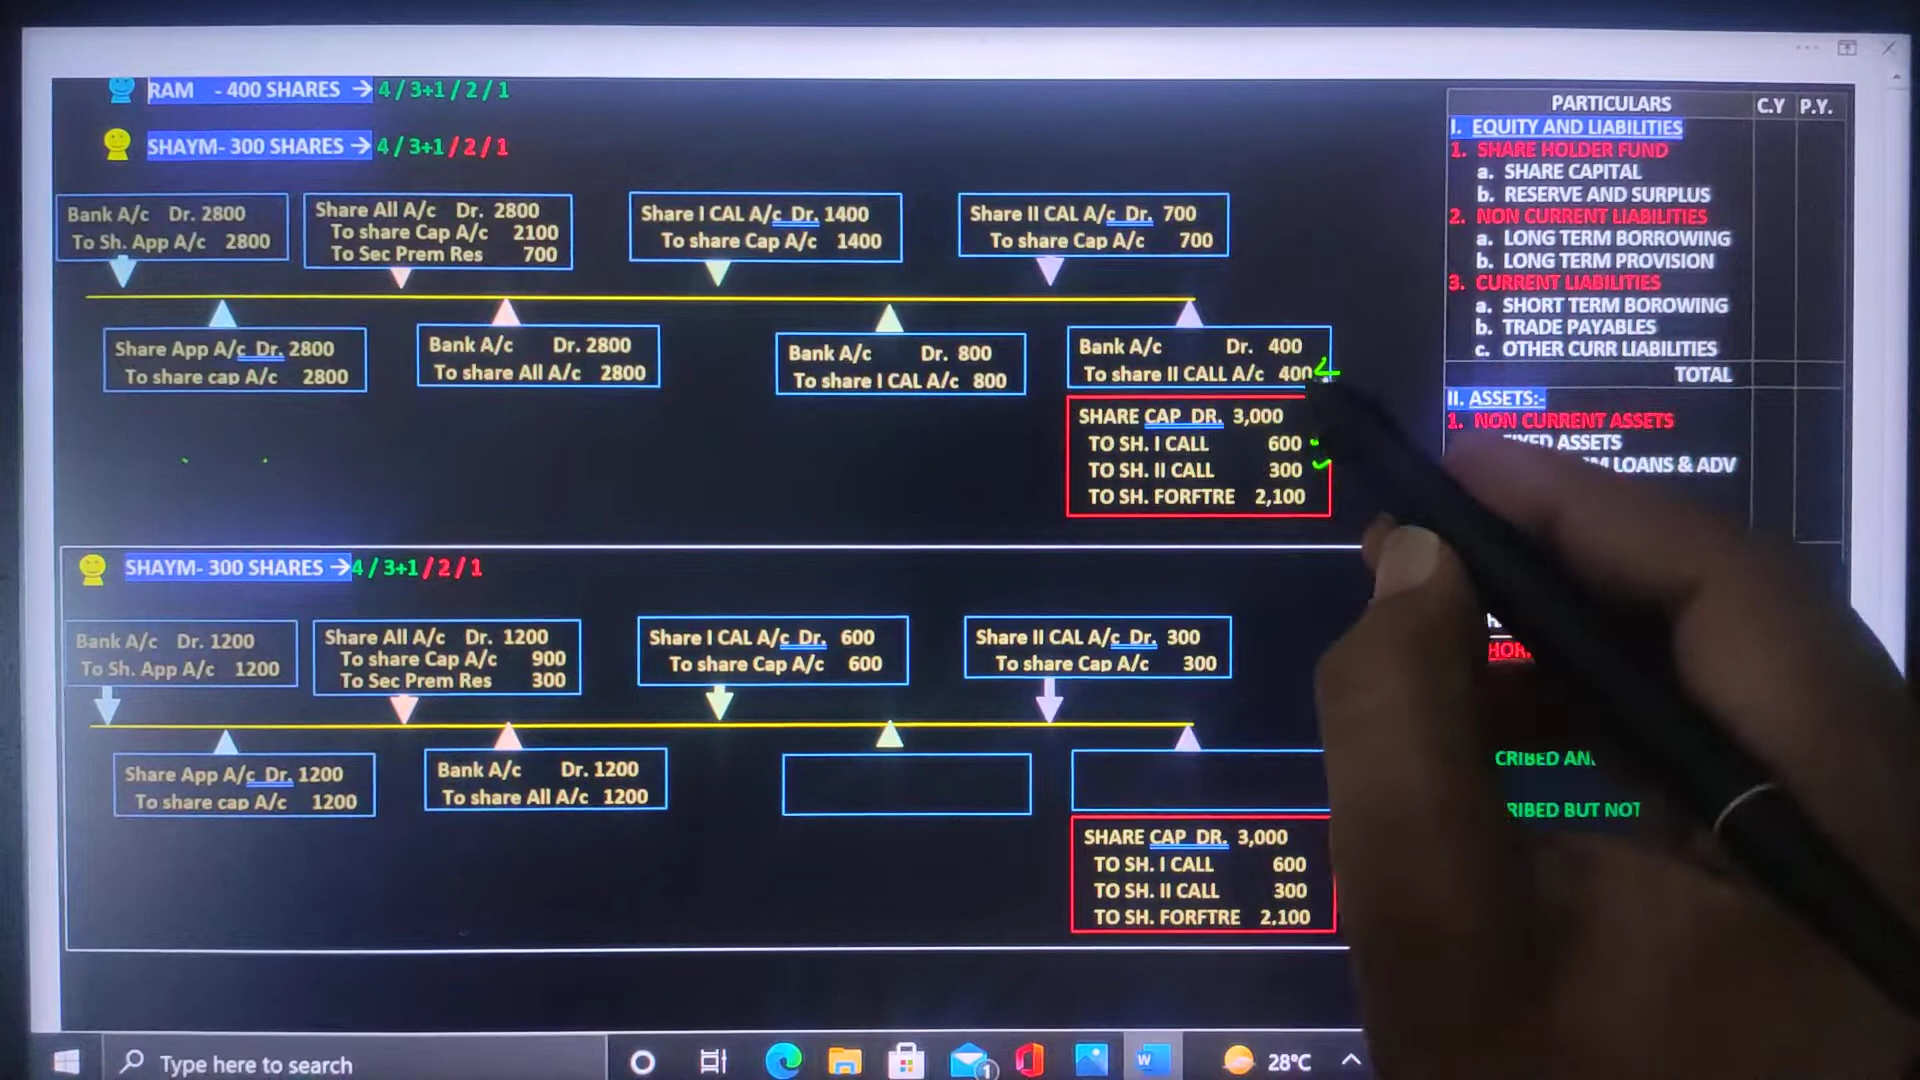 RAM - 400 SHARES → 4 / 3+1 / 2 / 1
SHAYM- 300 SHARES → 4 / 3+1 / 2 / 1
Bank A/c Dr. 2800
To Sh. App A/c 2800
Share All A/c Dr. 2800
To share Cap A/c 2100
To Sec Prem Res 700
Share I CAL A/c Dr. 1400
To share Cap A/c 1400
Share II CAL A/c Dr. 700
To share Cap A/c 700
Share App A/c Dr. 2800
To share cap A/c 2800
Bank A/c Dr. 2800
To share All A/c 2800
Bank A/c Dr. 800
To share I CAL A/c 800
Bank A/c Dr. 400
To share II CALL A/c 400
SHARE CAP DR. 3,000
TO SH. I CALL 600
TO SH. II CALL 300
TO SH. FORFTRE 2,100
SHAYM- 300 SHARES → 4 / 3+1 / 2 / 1
Bank A/c Dr. 1200
To Sh. App A/c 1200
Share All A/c Dr. 1200
To share Cap A/c 900
To Sec Prem Res 300
Share I CAL A/c Dr. 600
To share Cap A/c 600
Share II CAL A/c Dr. 300
To share Cap A/c 300
Share App A/c Dr. 1200
To share cap A/c 1200
Bank A/c Dr. 1200
To share All A/c 1200
SHARE CAP DR. 3,000
TO SH. I CALL 600
TO SH. II CALL 300
TO SH. FORFTRE 2,100
PARTICULARS C.Y P.Y.
I. EQUITY AND LIABILITIES
1. SHARE HOLDER FUND
a. SHARE CAPITAL
b. RESERVE AND SURPLUS
2. NON CURRENT LIABILITIES
a. LONG TERM BORROWING
b. LONG TERM PROVISION
3. CURRENT LIABILITIES
a. SHORT TERM BOROWING
b. TRADE PAYABLES
c. OTHER CURR LIABILITIES
TOTAL
II. ASSETS:-
1. NON CURRENT ASSETS
ASSETS
LOANS & ADV
CRIBED AN
RIBED BUT NOT
Type here to search
1
W
28°C